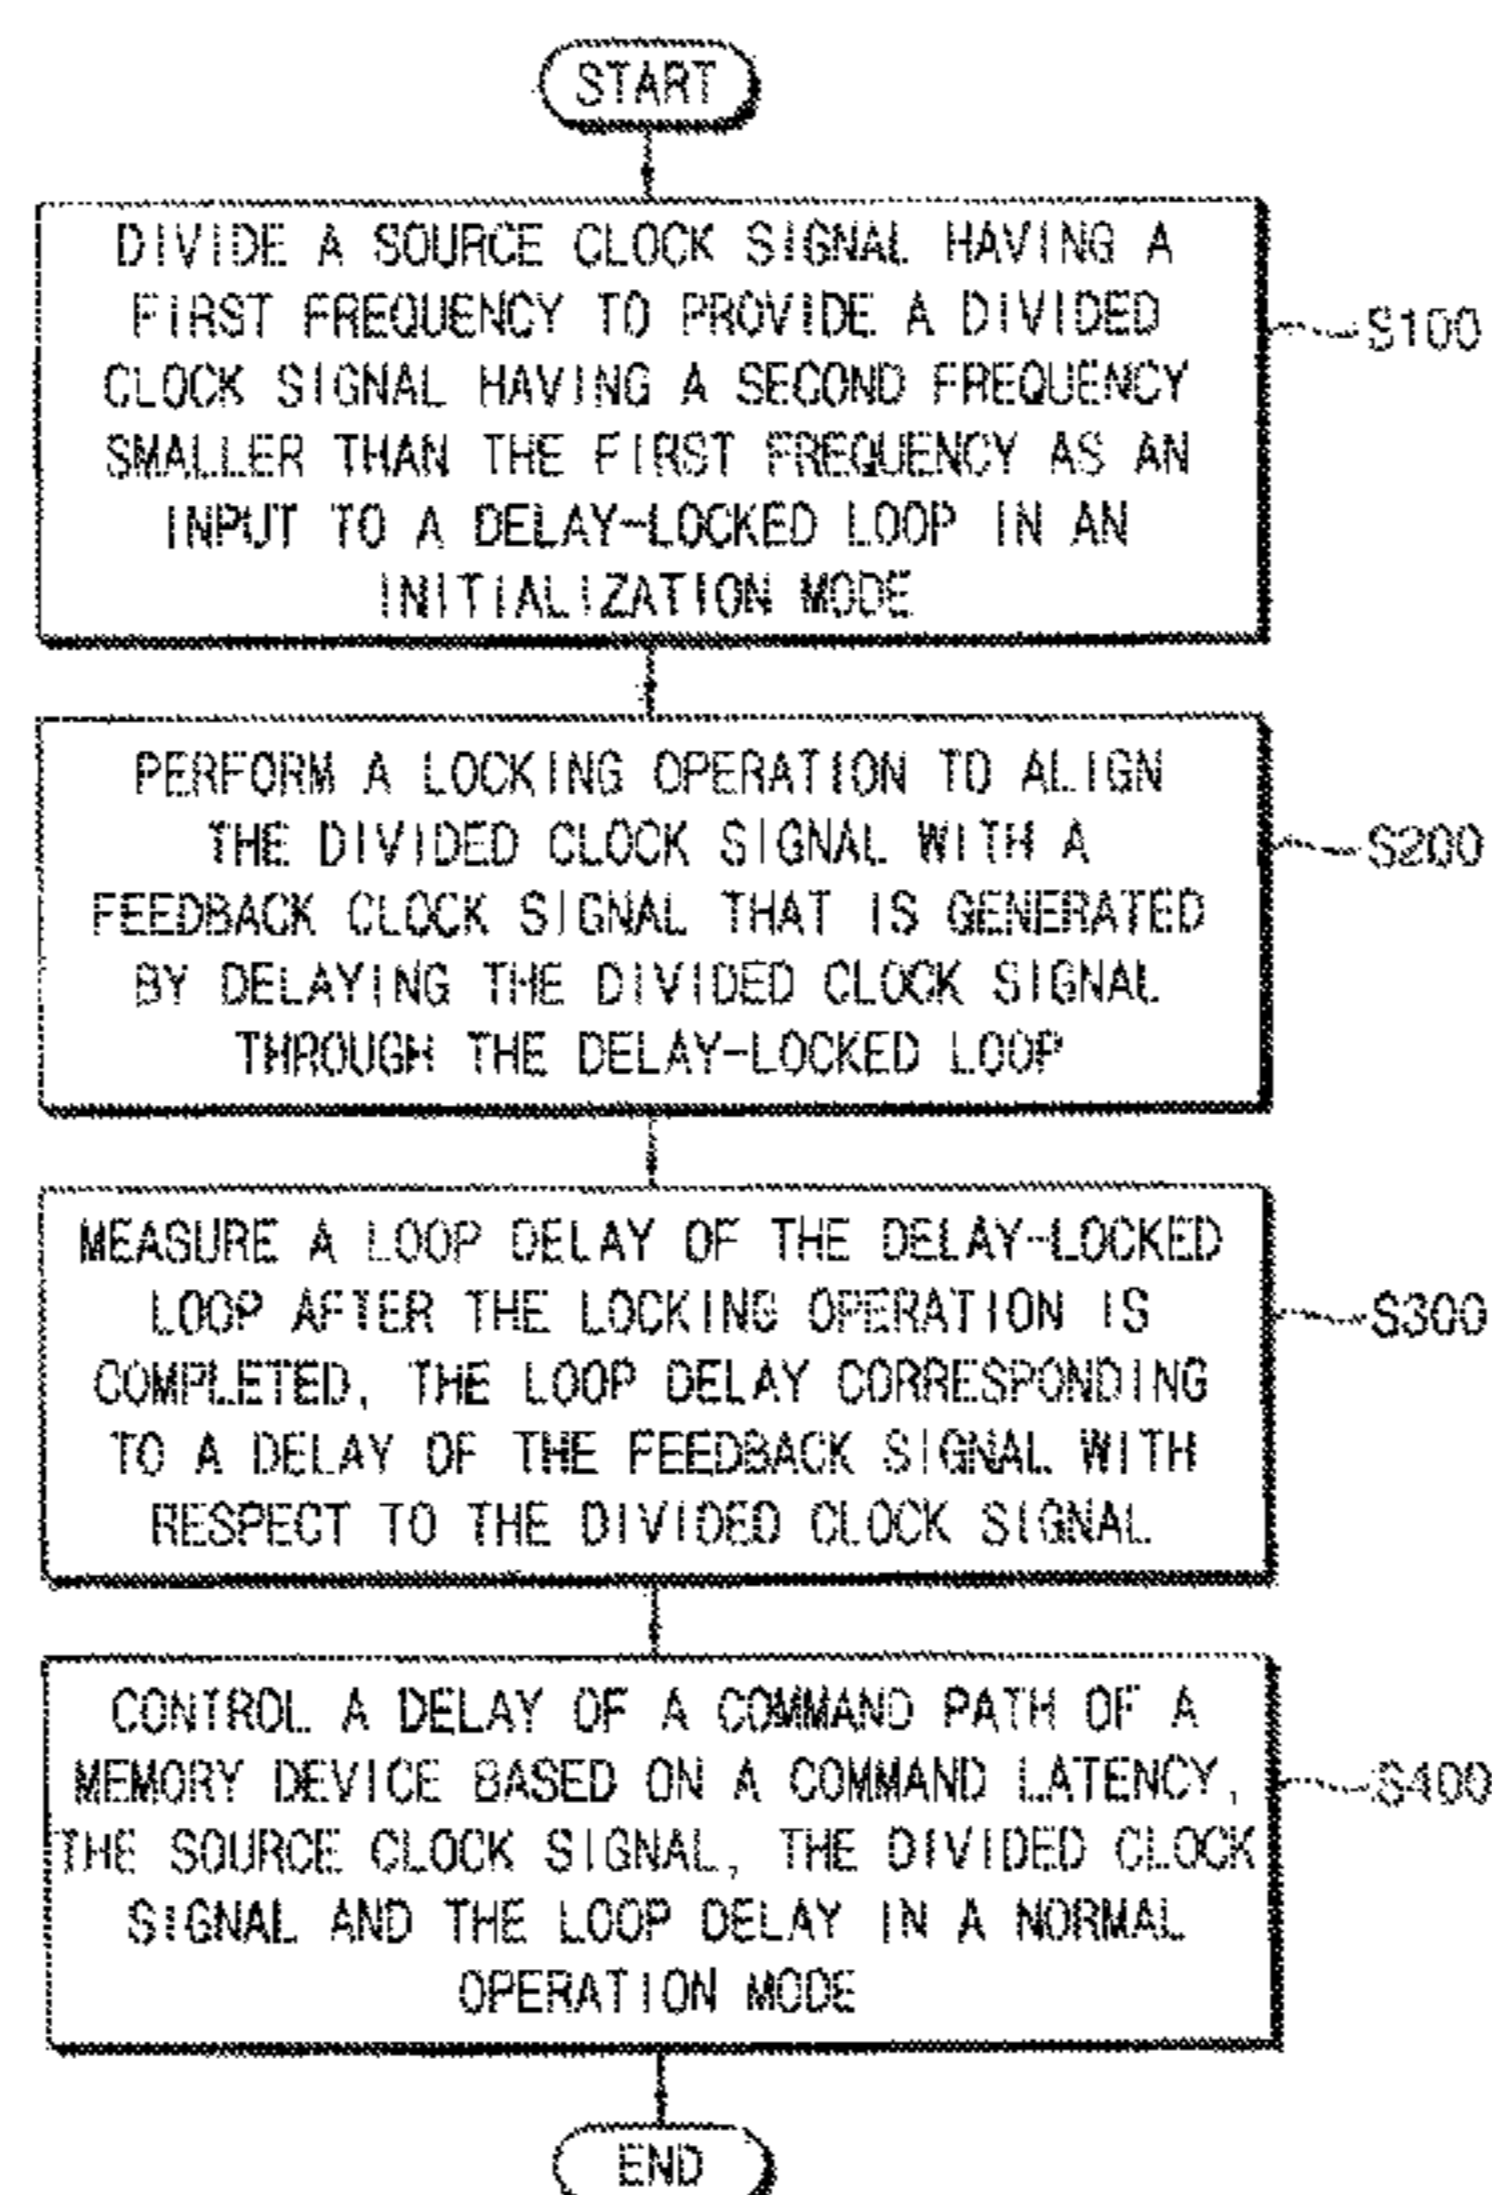 START
DIVIDE A SOURCE CLOCK SIGNAL HAVING A
FIRST FREQUENCY TO PROVIDE A DIVIDED
CLOCK SIGNAL HAVING A SECOND FREQUENCY
SMALLER THAN THE FIRST FREQUENCY AS AN
INPUT TO A DELAY-LOCKED LOOP IN AN
INITIALIZATION MODE
S100
PERFORM A LOCKING OPERATION TO ALIGN
THE DIVIDED CLOCK SIGNAL WITH A
FEEDBACK CLOCK SIGNAL THAT IS GENERATED
BY DELAYING THE DIVIDED CLOCK SIGNAL
THROUGH THE DELAY-LOCKED LOOP
S200
MEASURE A LOOP DELAY OF THE DELAY-LOCKED
LOOP AFTER THE LOCKING OPERATION IS
COMPLETED, THE LOOP DELAY CORRESPONDING
TO A DELAY OF THE FEEDBACK SIGNAL WITH
RESPECT TO THE DIVIDED CLOCK SIGNAL
S300
CONTROL A DELAY OF A COMMAND PATH OF A
MEMORY DEVICE BASED ON A COMMAND LATENCY,
THE SOURCE CLOCK SIGNAL, THE DIVIDED CLOCK
SIGNAL AND THE LOOP DELAY IN A NORMAL
OPERATION MODE
S400
END